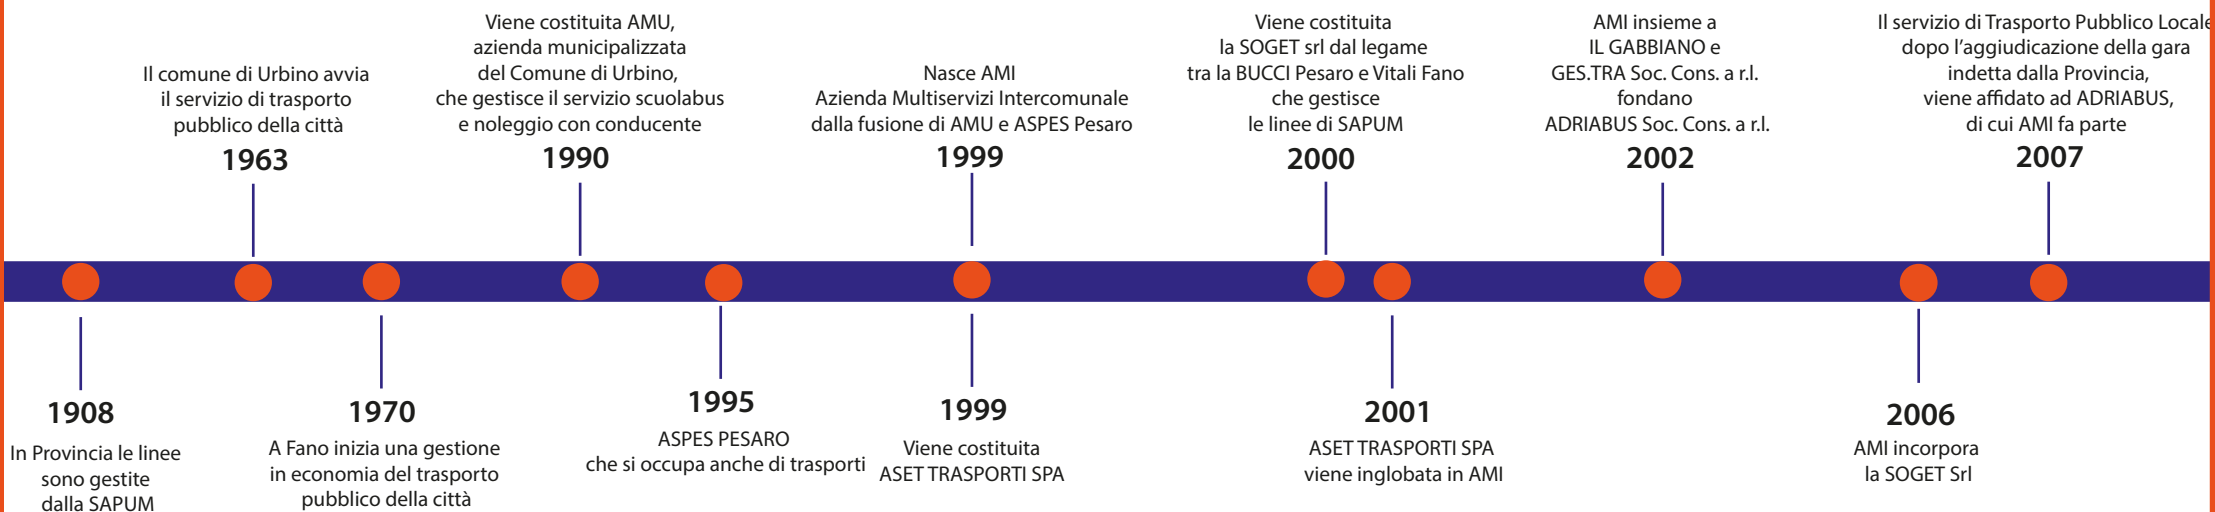 Il comune di Urbino avvia
il servizio di trasporto
pubblico della città
1963
Viene costituita AMU,
azienda municipalizzata
del Comune di Urbino,
che gestisce il servizio scuolabus
e noleggio con conducente
1990
Nasce AMI
Azienda Multiservizi Intercomunale
dalla fusione di AMU e ASPES Pesaro
1999
Viene costituita
la SOGET srl dal legame
tra la BUCCI Pesaro e Vitali Fano
che gestisce
le linee di SAPUM
2000
AMI insieme a
IL GABBIANO e
GES.TRA Soc. Cons. a r.l.
fondano
ADRIABUS Soc. Cons. a r.l.
2002
Il servizio di Trasporto Pubblico Locale
dopo l'aggiudicazione della gara
indetta dalla Provincia,
viene affidato ad ADRIABUS,
di cui AMI fa parte
2007
1908
In Provincia le linee
sono gestite
dalla SAPUM
1970
A Fano inizia una gestione
in economia del trasporto
pubblico della città
1995
ASPES PESARO
che si occupa anche di trasporti
1999
Viene costituita
ASET TRASPORTI SPA
2001
ASET TRASPORTI SPA
viene inglobata in AMI
2006
AMI incorpora
la SOGET Srl